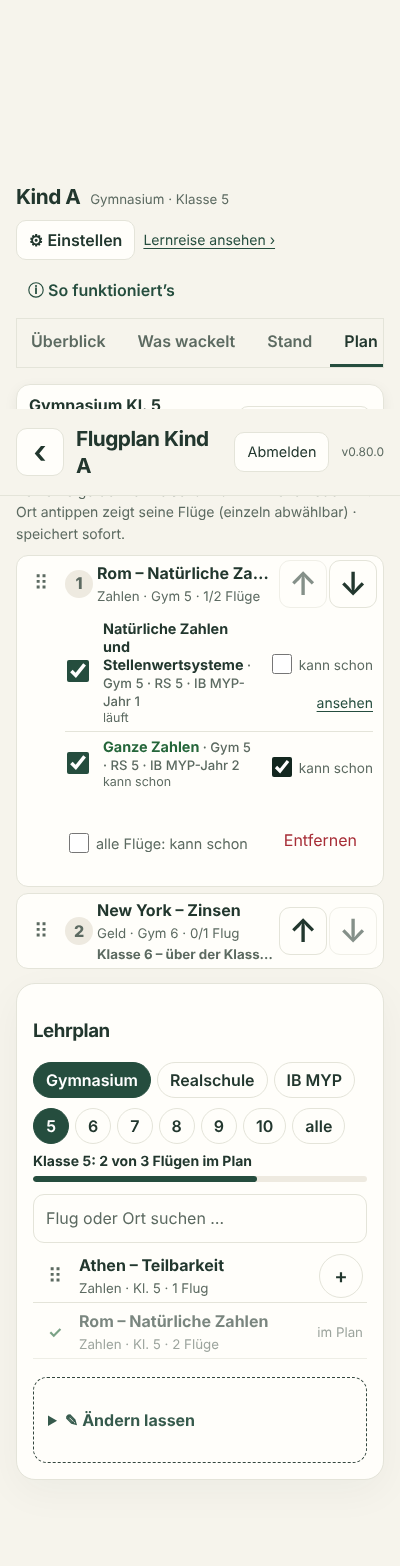 Kind A Gymnasium · Klasse 5
⚙ Einstellen Lernreise ansehen ›
ⓘ So funktioniert's
Überblick Was wackelt Stand Plan
Gymnasium Kl. 5
‹ Flugplan Kind A Abmelden v0.80.0
Ort antippen zeigt seine Flüge (einzeln abwählbar) ·
speichert sofort.
1 Rom – Natürliche Za… ↑ ↓
Zahlen · Gym 5 · 1/2 Flüge
Natürliche Zahlen
und
Stellenwertsysteme · kann schon
Gym 5 · RS 5 · IB MYP-
Jahr 1 ansehen
läuft
Ganze Zahlen · Gym 5
· RS 5 · IB MYP-Jahr 2 kann schon
kann schon
alle Flüge: kann schon Entfernen
2 New York – Zinsen ↑ ↓
Geld · Gym 6 · 0/1 Flug
Klasse 6 – über der Klass…
Lehrplan
Gymnasium Realschule IB MYP
5 6 7 8 9 10 alle
Klasse 5: 2 von 3 Flügen im Plan
Flug oder Ort suchen …
Athen – Teilbarkeit +
Zahlen · Kl. 5 · 1 Flug
✓ Rom – Natürliche Zahlen im Plan
Zahlen · Kl. 5 · 2 Flüge
▶ ✎ Ändern lassen